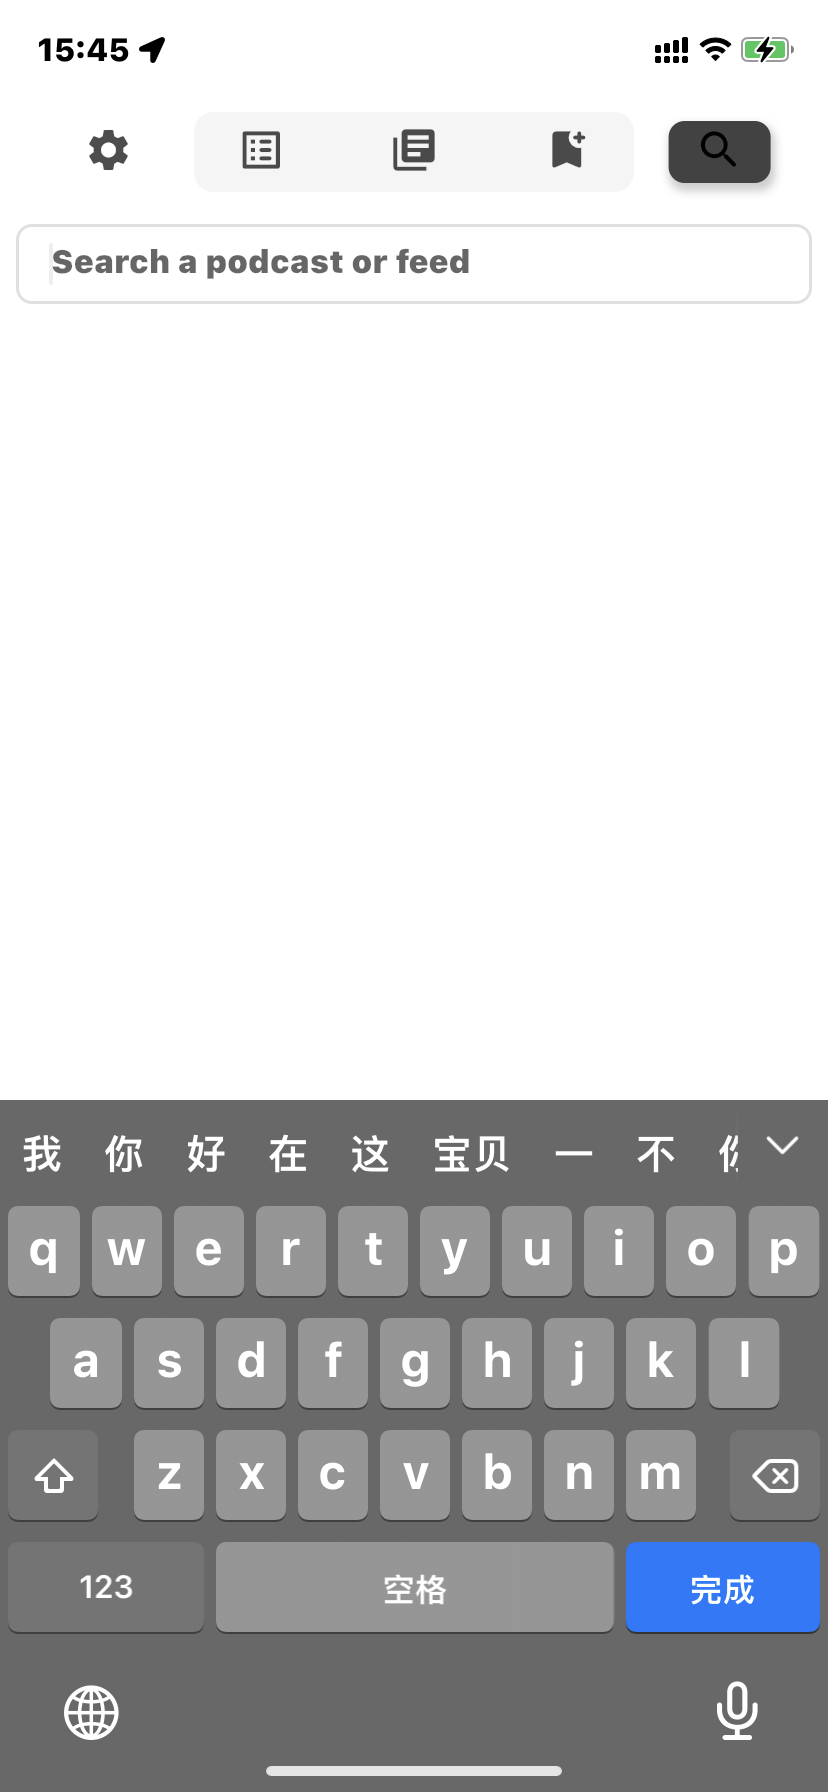 15:45
Search a podcast or feed
我 你 好 在 这 宝贝 一 不
q w e r t y u i o p
a s d f g h j k l
z x c v b n m
123 空格 完成